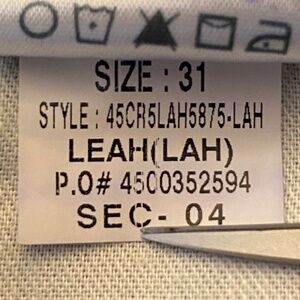 SIZE : 31
STYLE : 45CR5LAH5875-LAH
LEAH(LAH)
P.O# 4500352594
SEC- 04